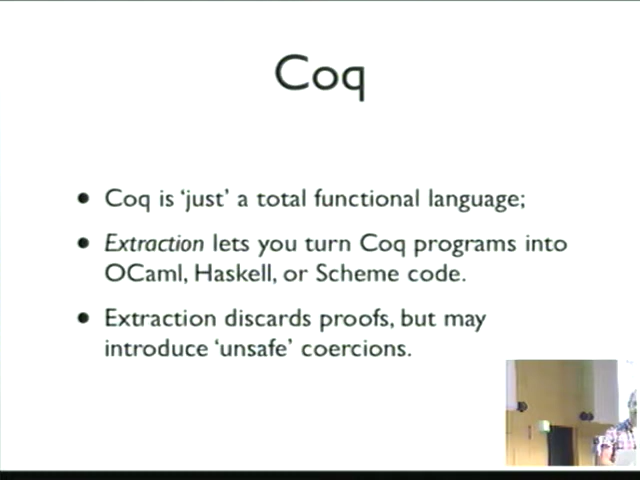 Coq
• Coq is ‘just’ a total functional language;
• Extraction lets you turn Coq programs into
OCaml, Haskell, or Scheme code.
• Extraction discards proofs, but may
introduce ‘unsafe’ coercions.